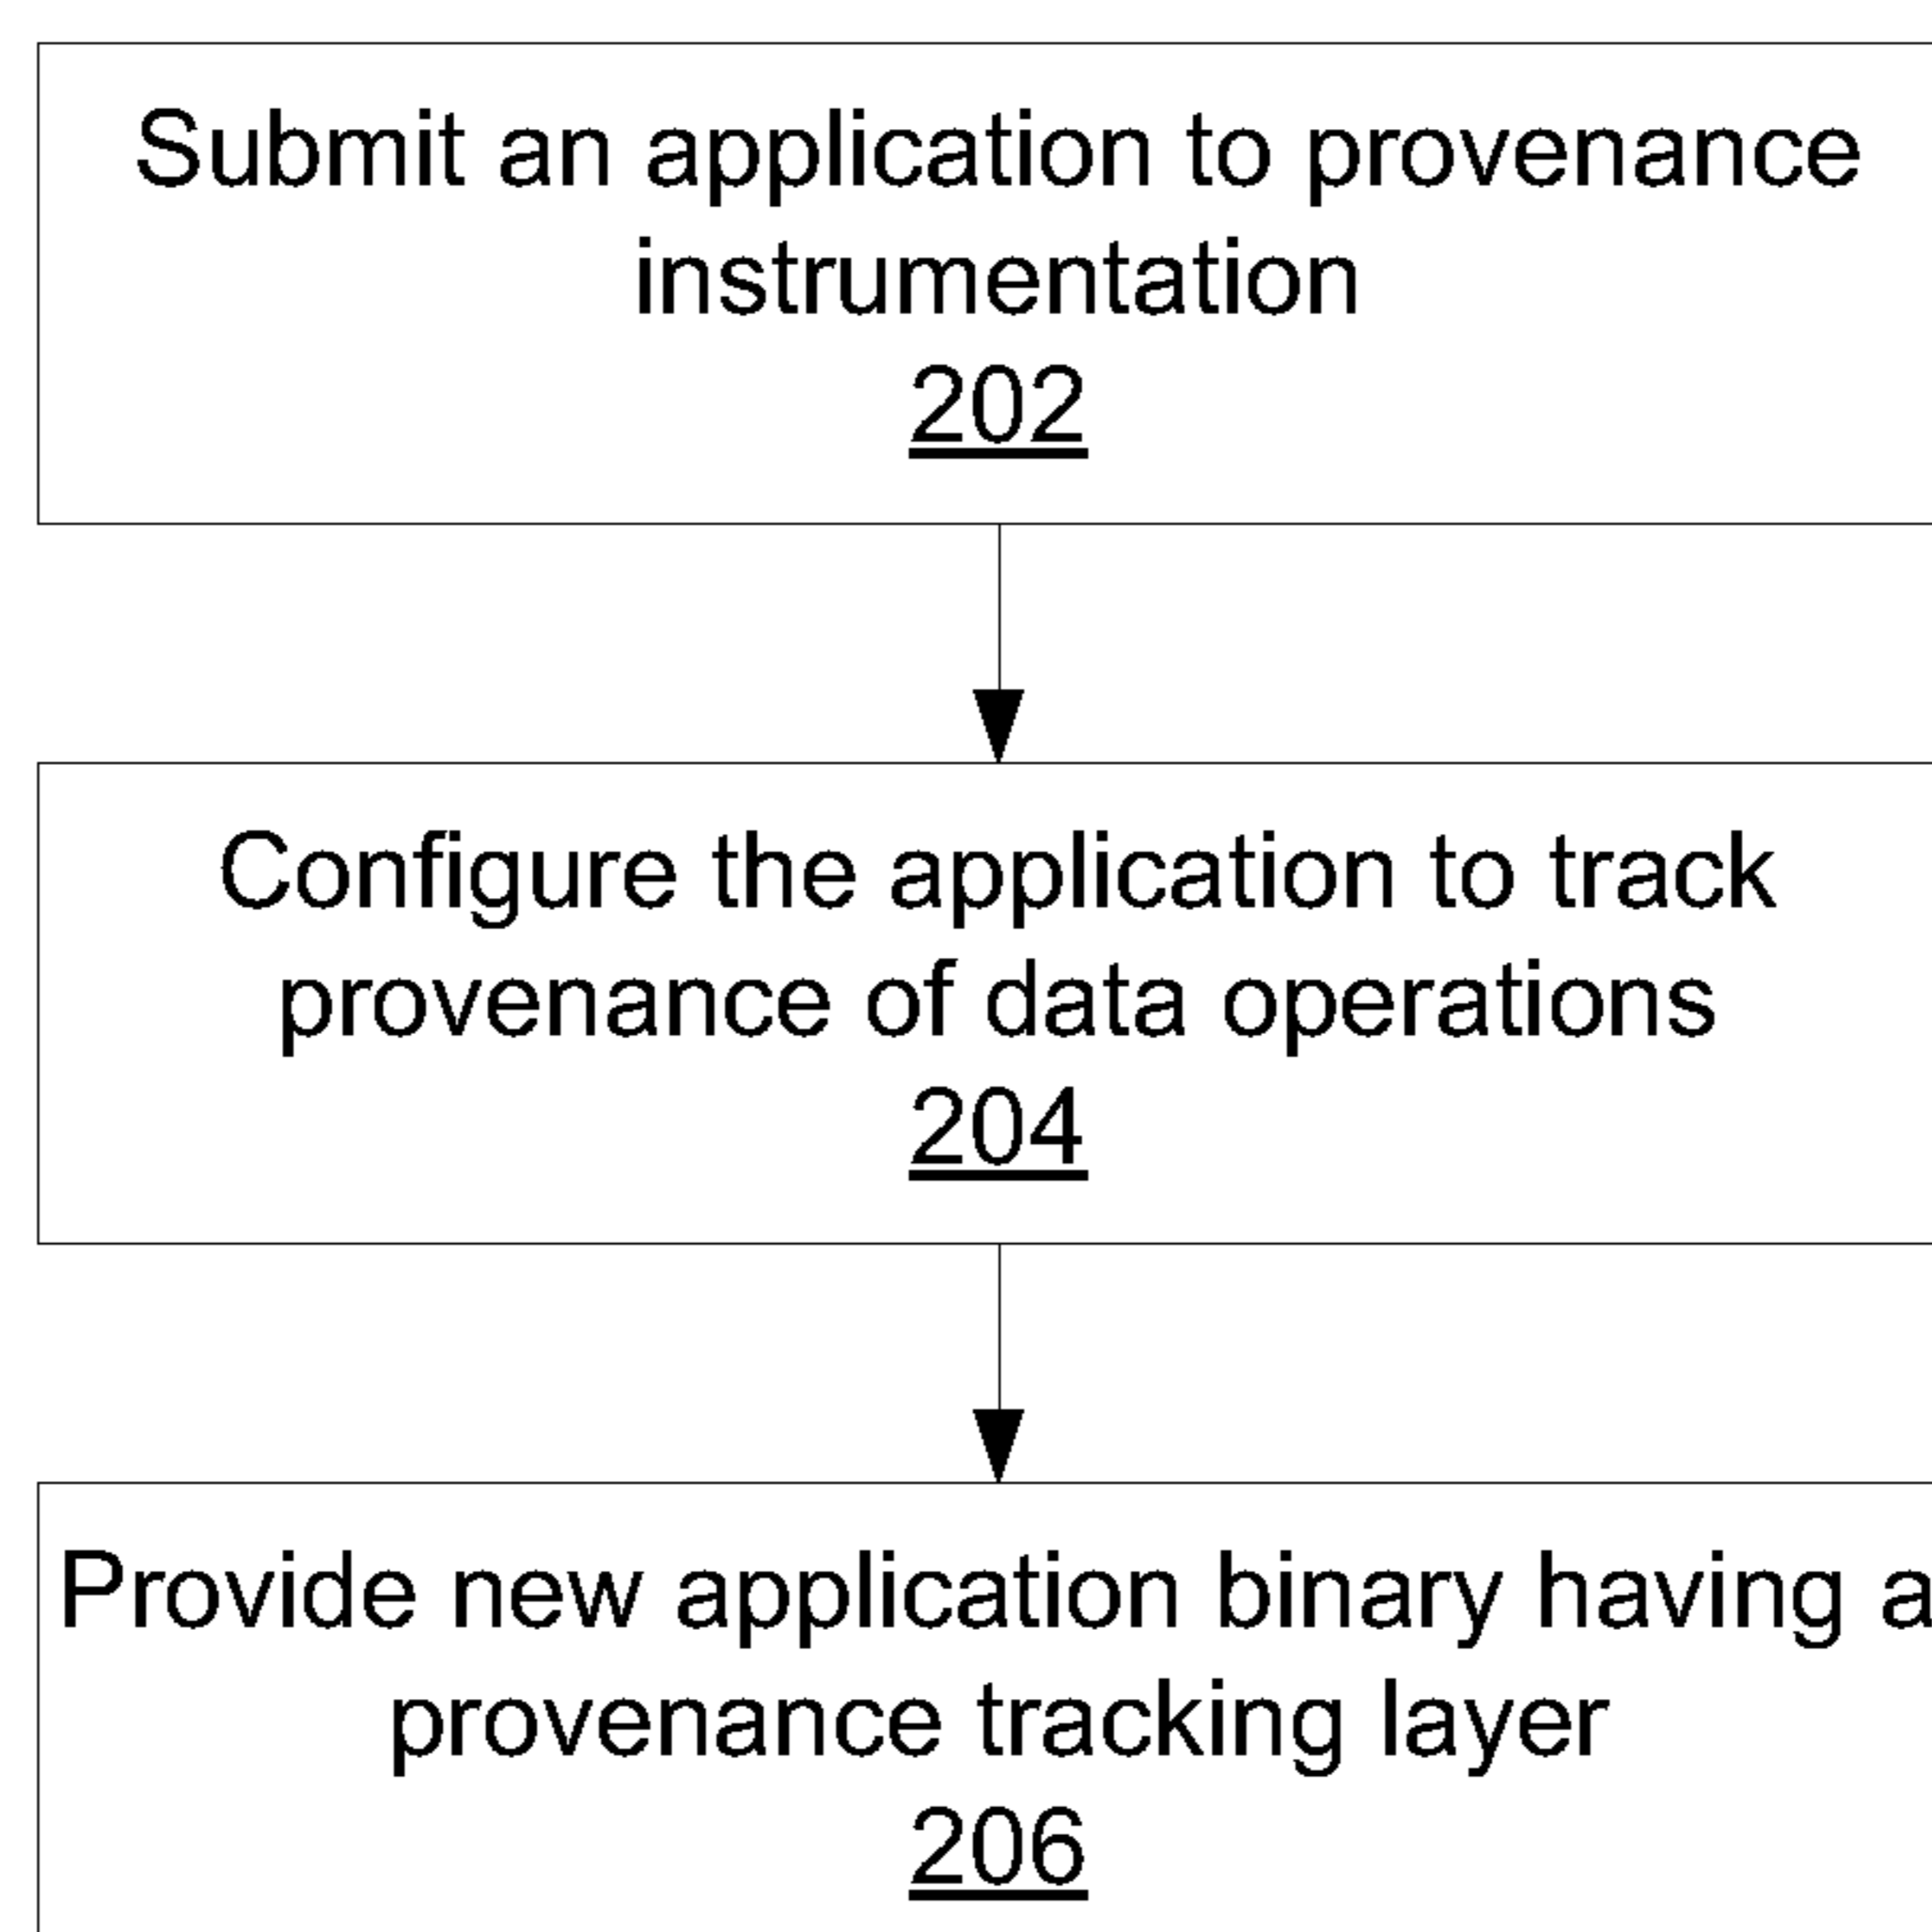 Submit an application to provenance
instrumentation
202
Configure the application to track
provenance of data operations
204
Provide new application binary having a
provenance tracking layer
206